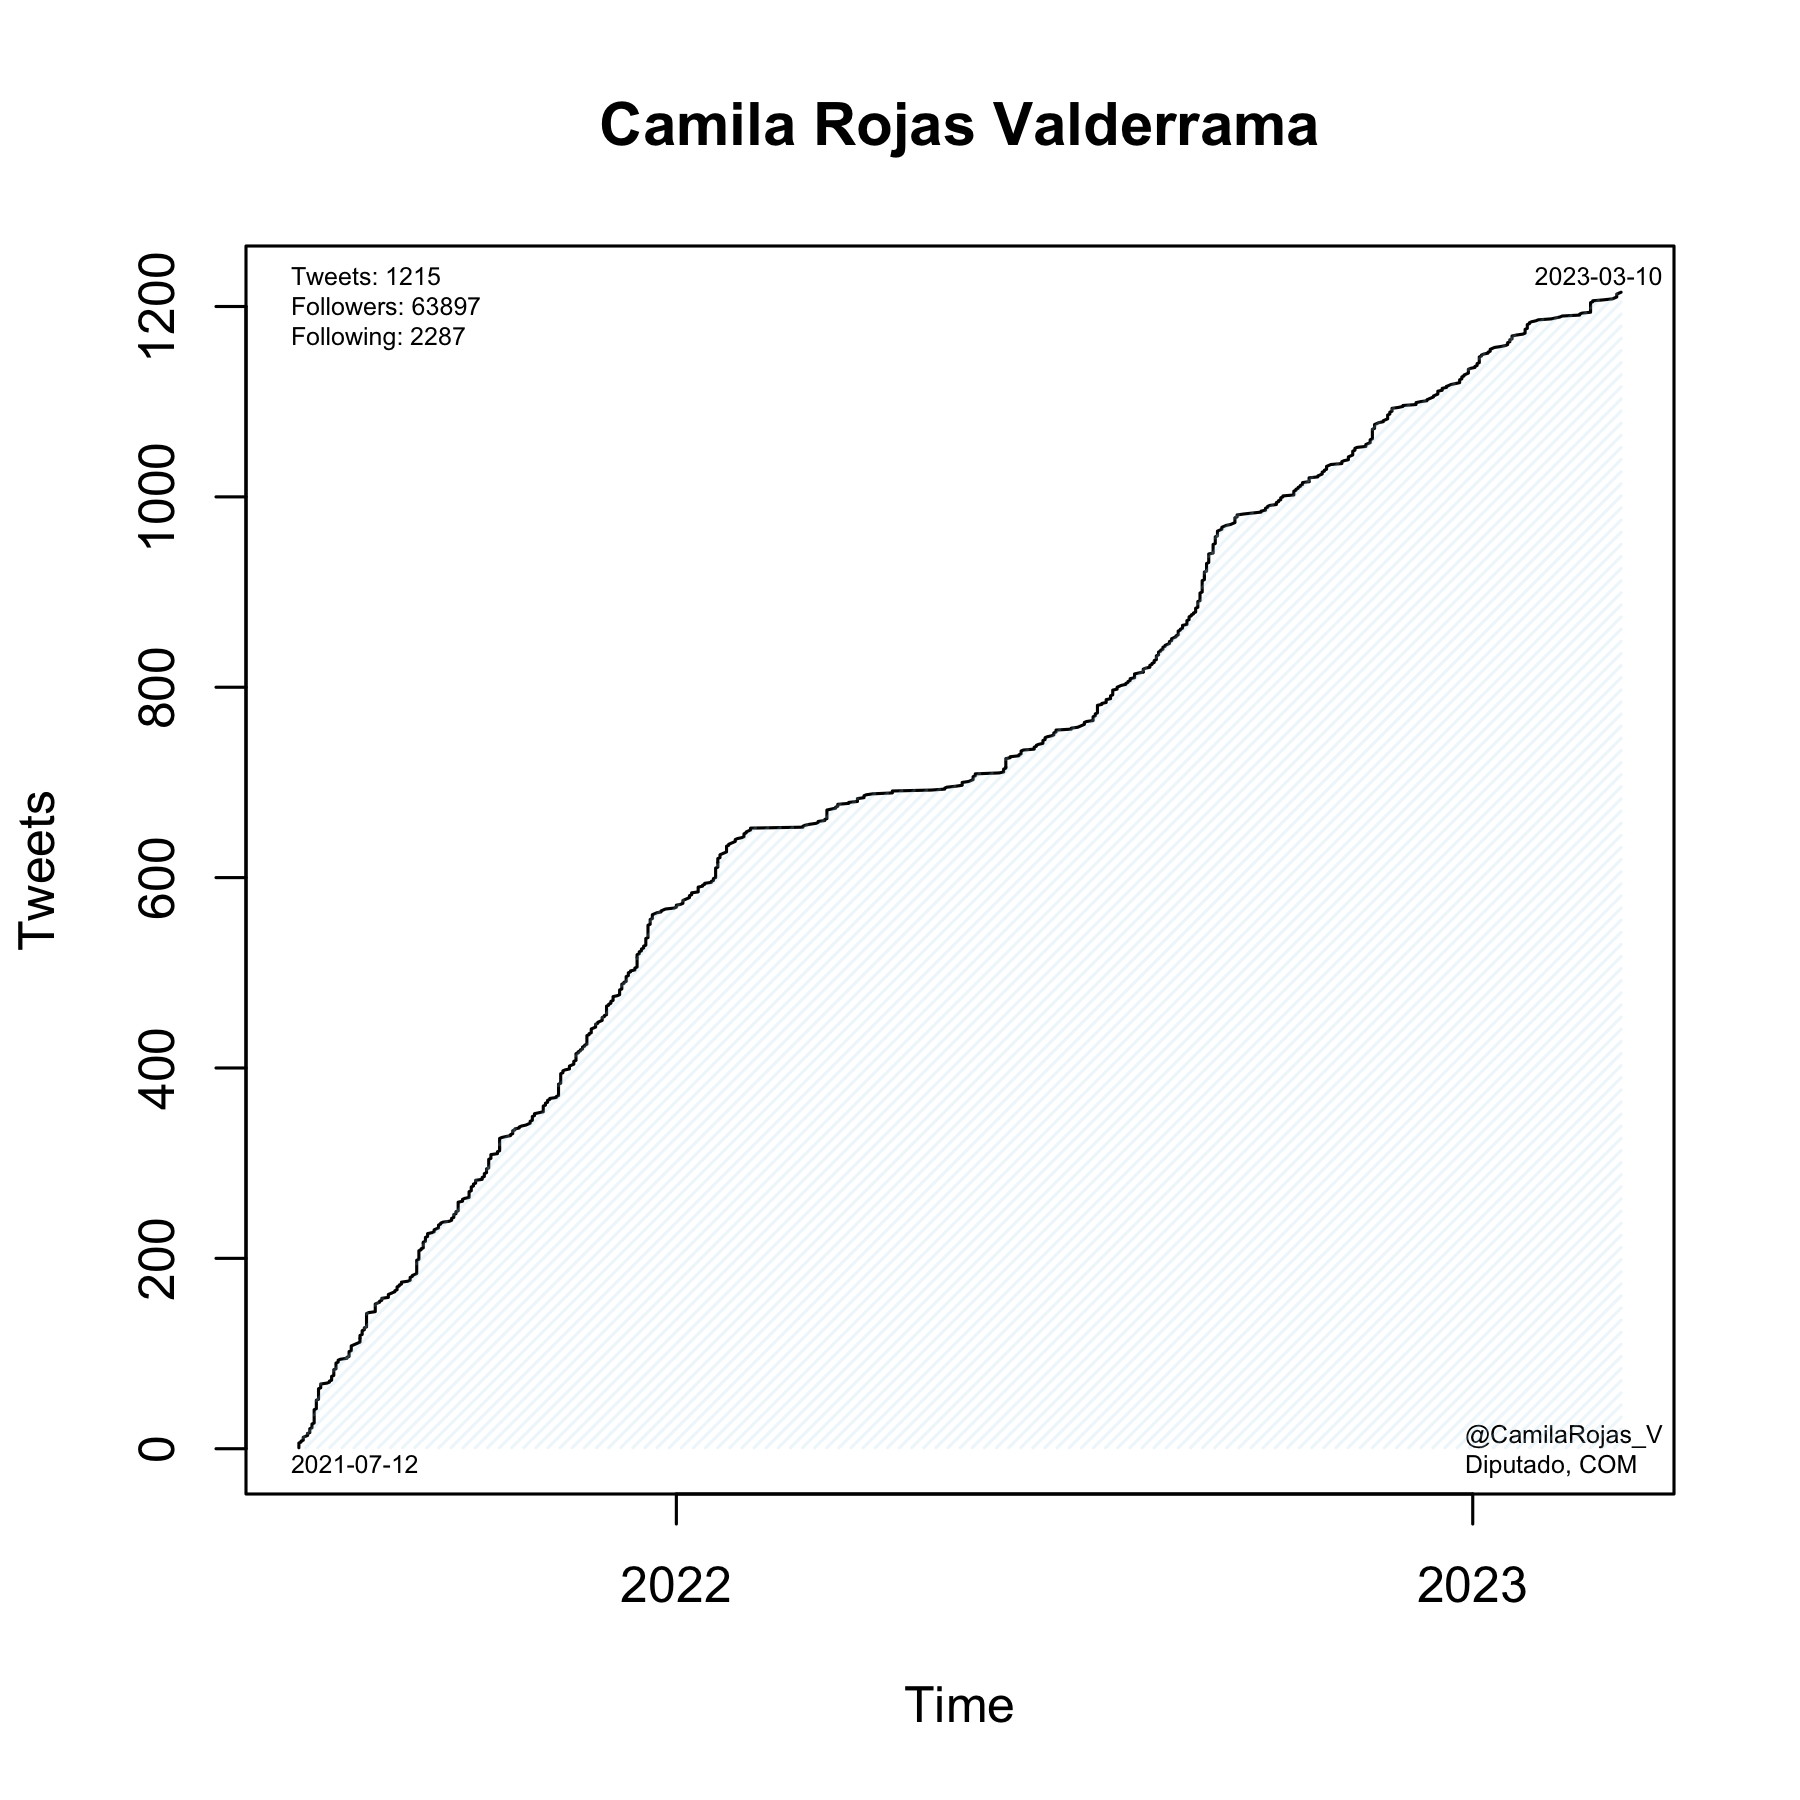 Camila Rojas Valderrama
Tweets: 1215
Followers: 63897
Following: 2287
2023-03-10
1200
1000
800
600
400
200
0
Tweets
@CamilaRojas_V
Diputado, COM
2021-07-12
2022
2023
Time